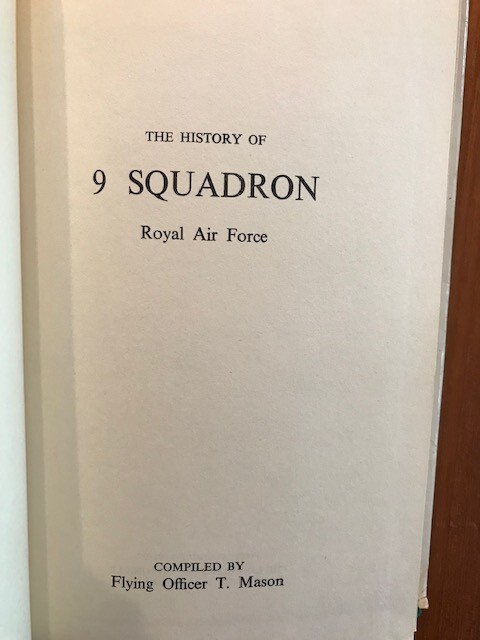 THE HISTORY OF
9 SQUADRON
Royal Air Force
COMPILED BY
Flying Officer T. Mason